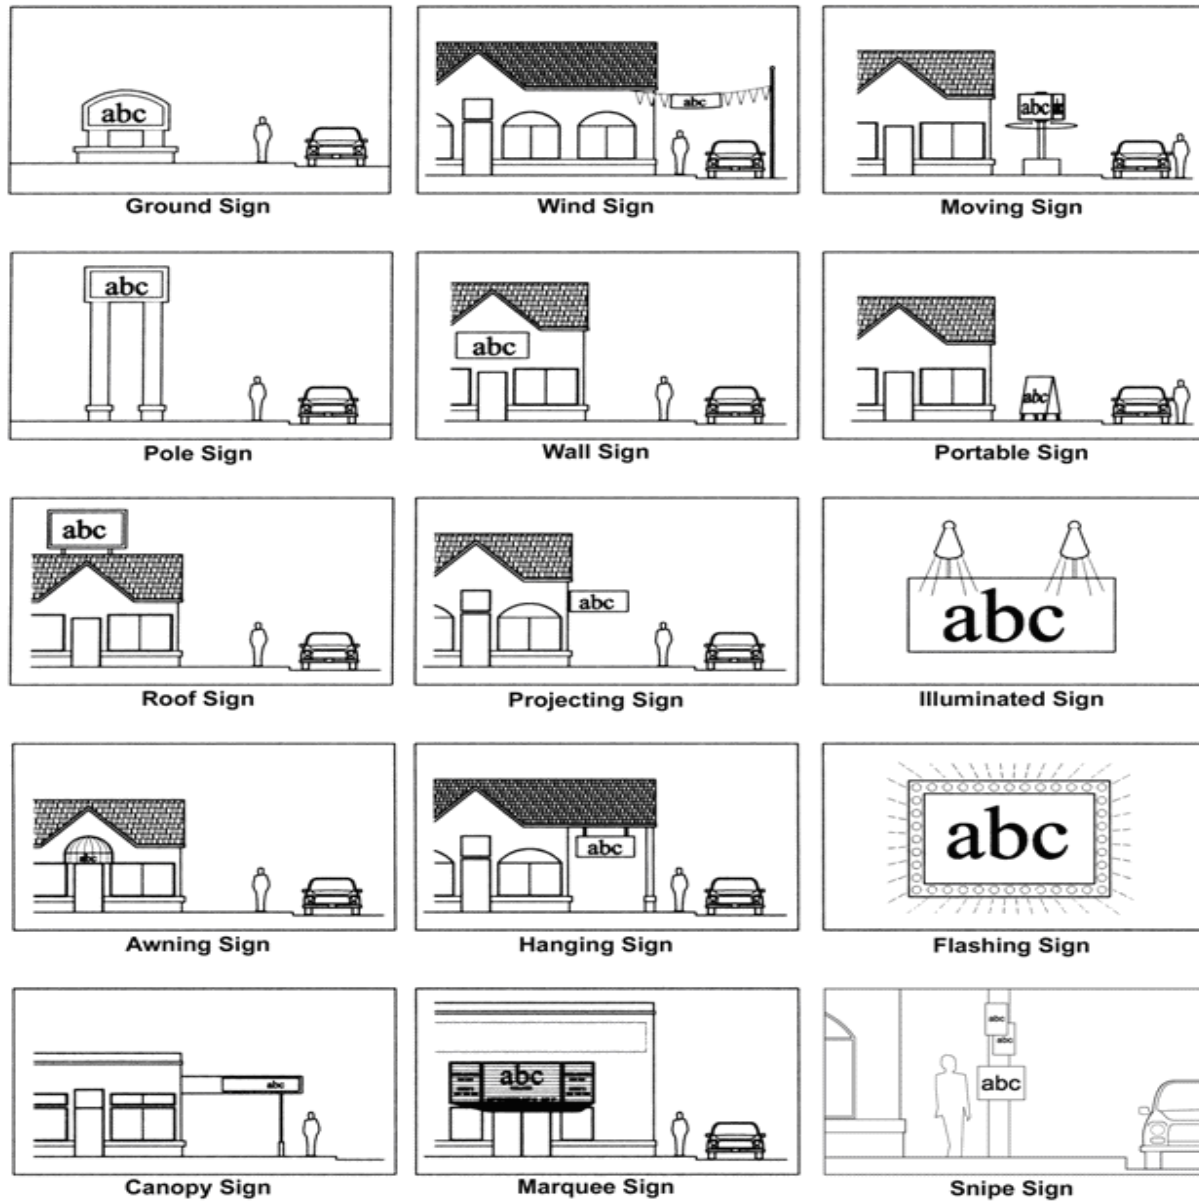 abc
abc
abc
Ground Sign
Wind Sign
Moving Sign
abc
abc
abc
Pole Sign
Wall Sign
Portable Sign
abc
abc
abc
Roof Sign
Projecting Sign
Illuminated Sign
abc
abc
abc
Awning Sign
Hanging Sign
Flashing Sign
abc
abc
abc
abc
abc
Canopy Sign
Marquee Sign
Snipe Sign